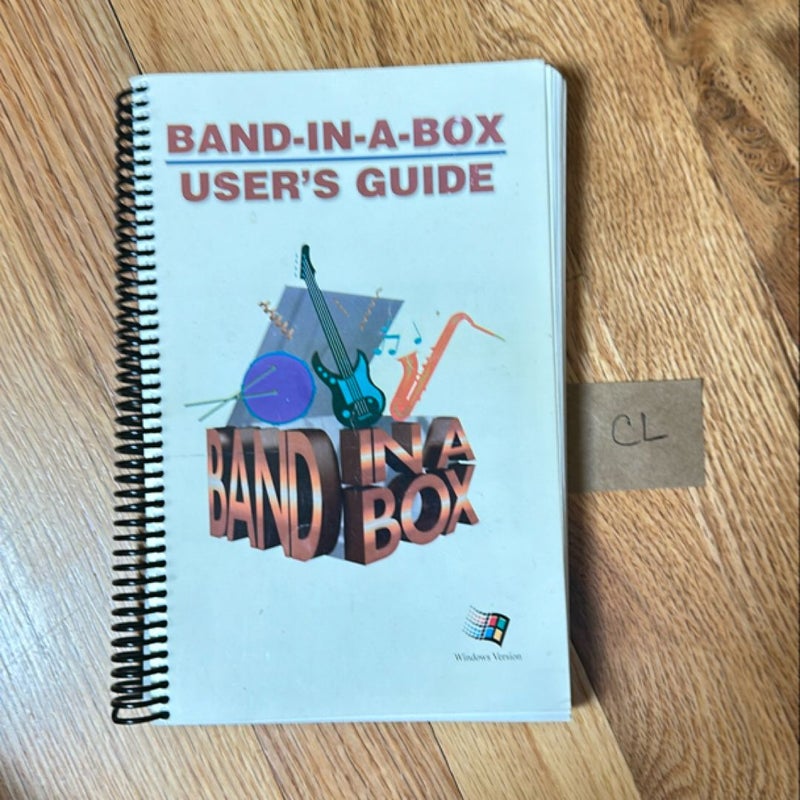 BAND-IN-A-BOX
USER'S GUIDE
BAND IN A
BOX
CL
Windows Version